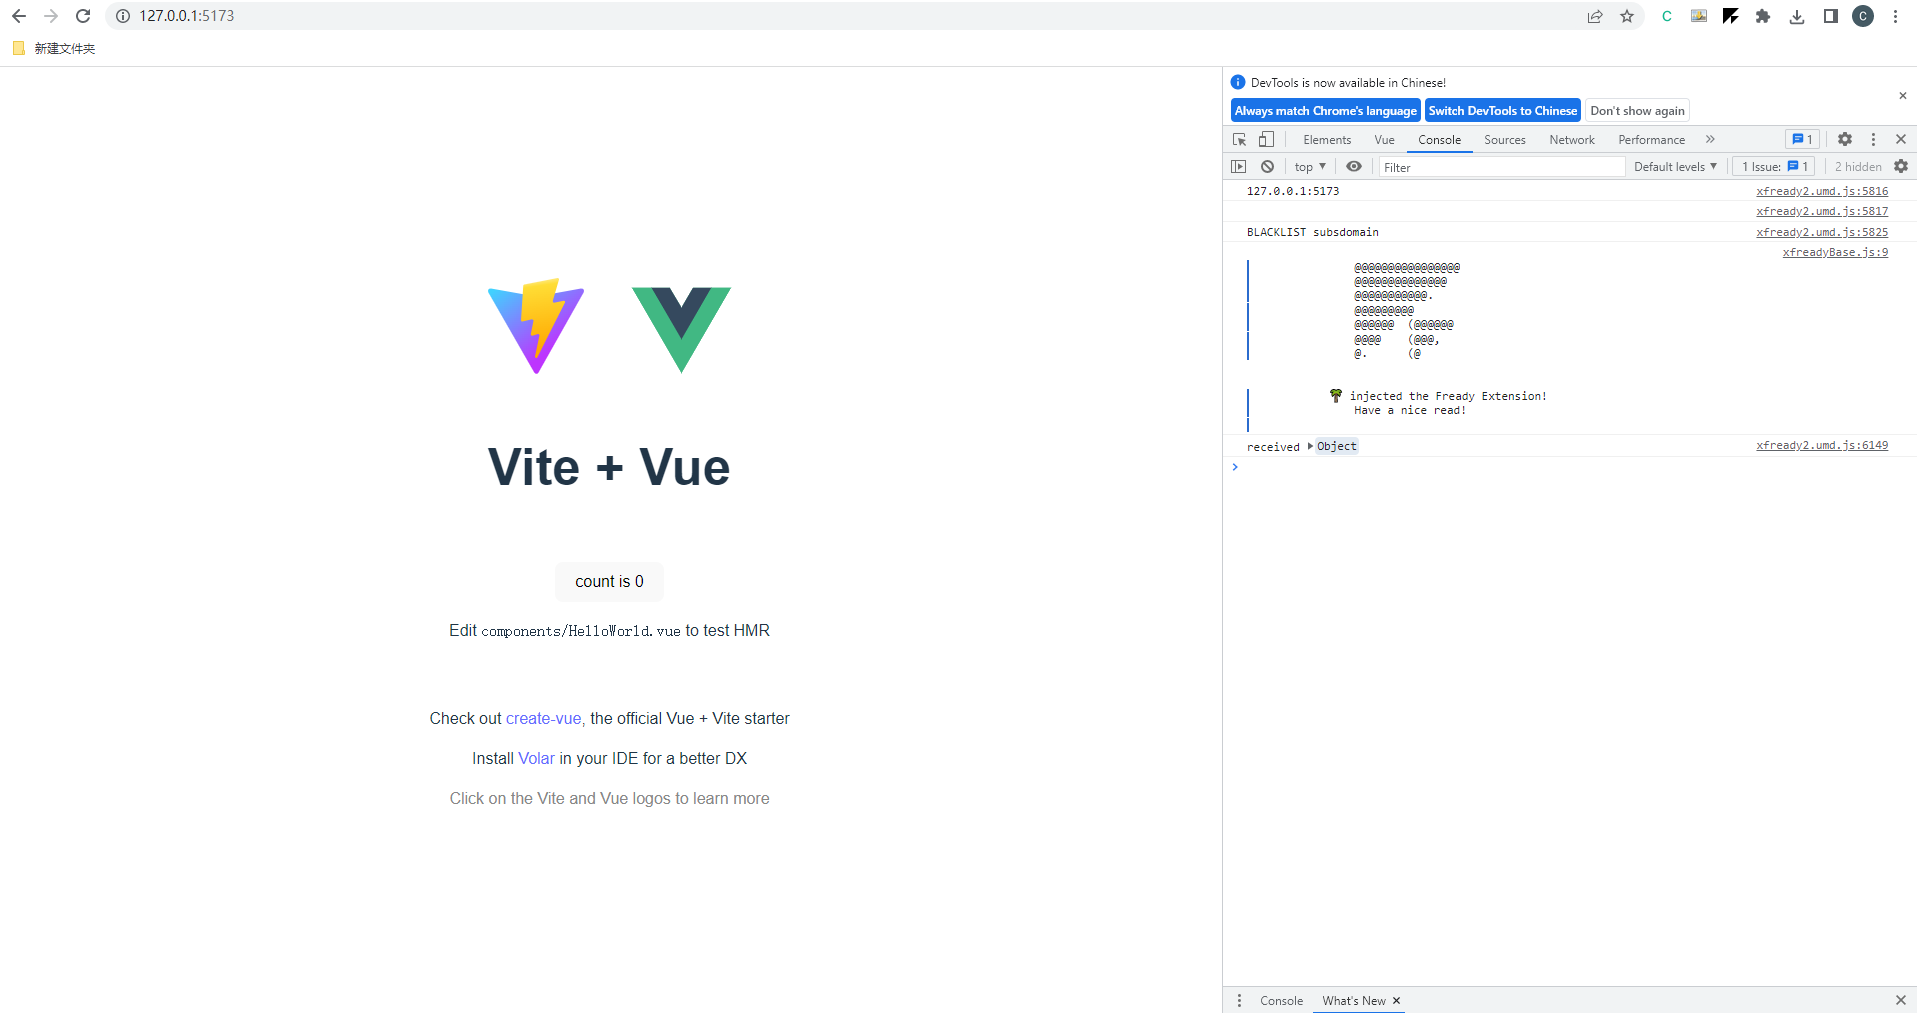 127.0.0.1:5173
C
C
新建文件夹
Vite + Vue
count is 0
Edit components/HelloWorld.vue to test HMR
Check out create-vue, the official Vue + Vite starter
Install Volar in your IDE for a better DX
Click on the Vite and Vue logos to learn more
DevTools is now available in Chinese!
Always match Chrome's language
Switch DevTools to Chinese
Don't show again
Elements Vue Console Sources Network Performance » 1
top Filter Default levels 1 Issue: 1 2 hidden
127.0.0.1:5173 xfready2.umd.js:5816
xfready2.umd.js:5817
BLACKLIST subsdomain xfready2.umd.js:5825
xfreadyBase.js:9
@@@@@@@@@@@@@@@@
@@@@@@@@@@@@@@
@@@@@@@@@@@.
@@@@@@@@@
@@@@@@  (@@@@@@
@@@@    (@@@,
@.      (@
🌴 injected the Fready Extension!
Have a nice read!
received Object xfready2.umd.js:6149
Console What's New